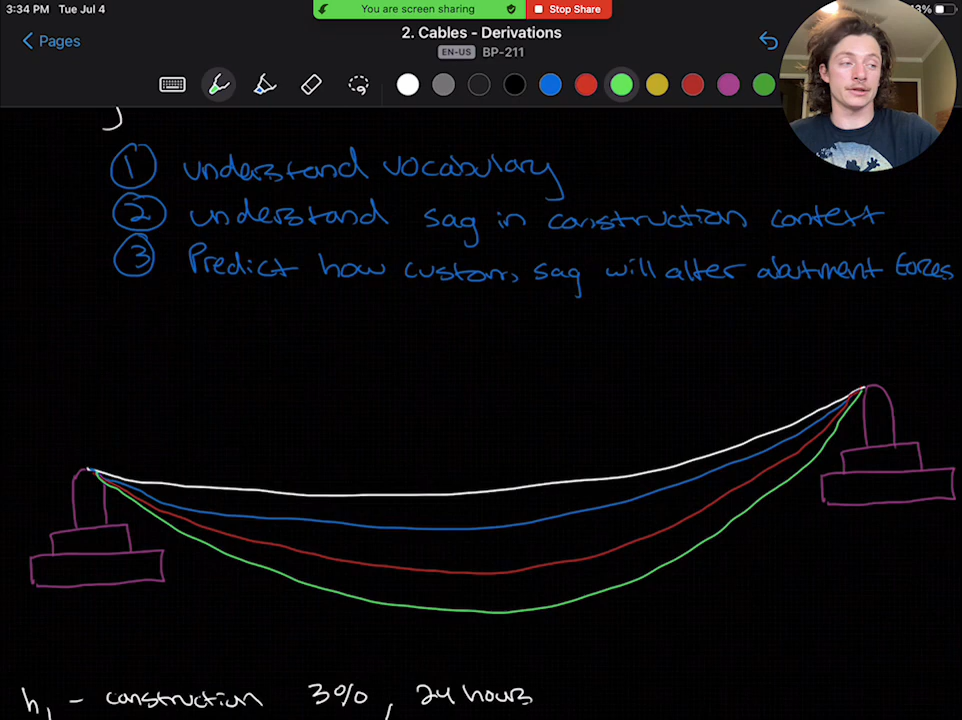 3:34 PM Tue Jul 4
You are screen sharing
Stop Share
3%
Pages
2. Cables - Derivations
EN-US BP-211
① understand vocabulary
② understand sag in construction context
③ Predict how custom sag will alter abutment forces
h₁ - construction 3%, 24 hours